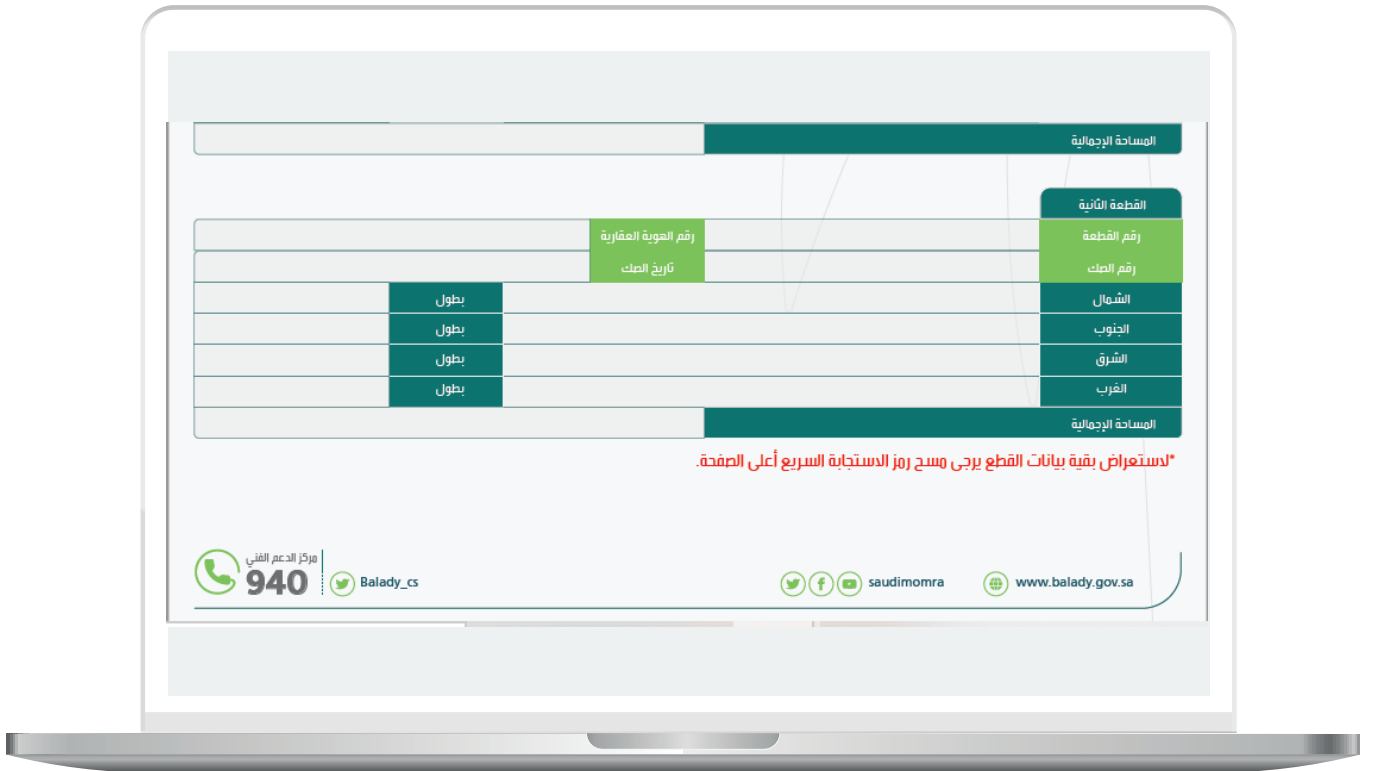 المساحة الإجمالية
القطعة الثانية
رقم القطعة رقم الهوية العقارية
رقم الصك تاريخ الصك
الشمال بطول
الجنوب بطول
الشرق بطول
الغرب بطول
المساحة الإجمالية
*لاستعراض بقية بيانات القطع يرجى مسح رمز الاستجابة السريع أعلى الصفحة.
www.balady.gov.sa saudimomra Balady_cs مركز الدعم الفني
940